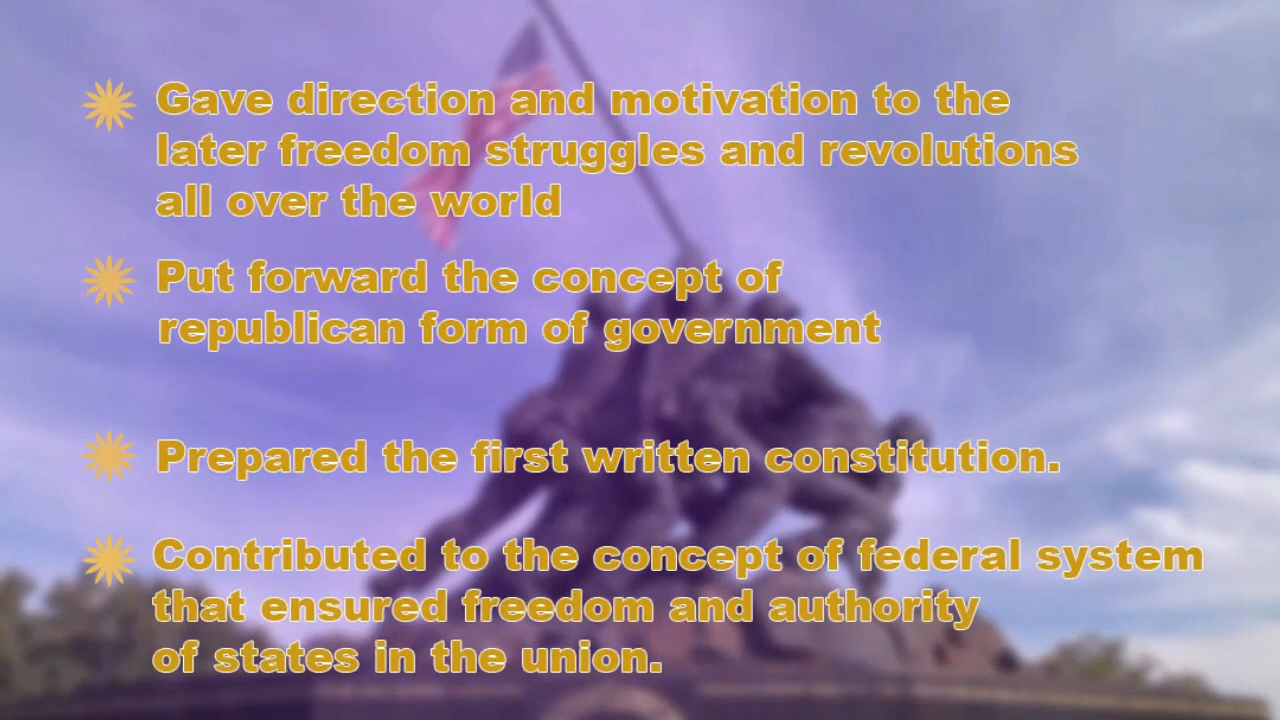 Gave direction and motivation to the
later freedom struggles and revolutions
all over the world
Put forward the concept of
republican form of government
Prepared the first written constitution.
Contributed to the concept of federal system
that ensured freedom and authority
of states in the union.